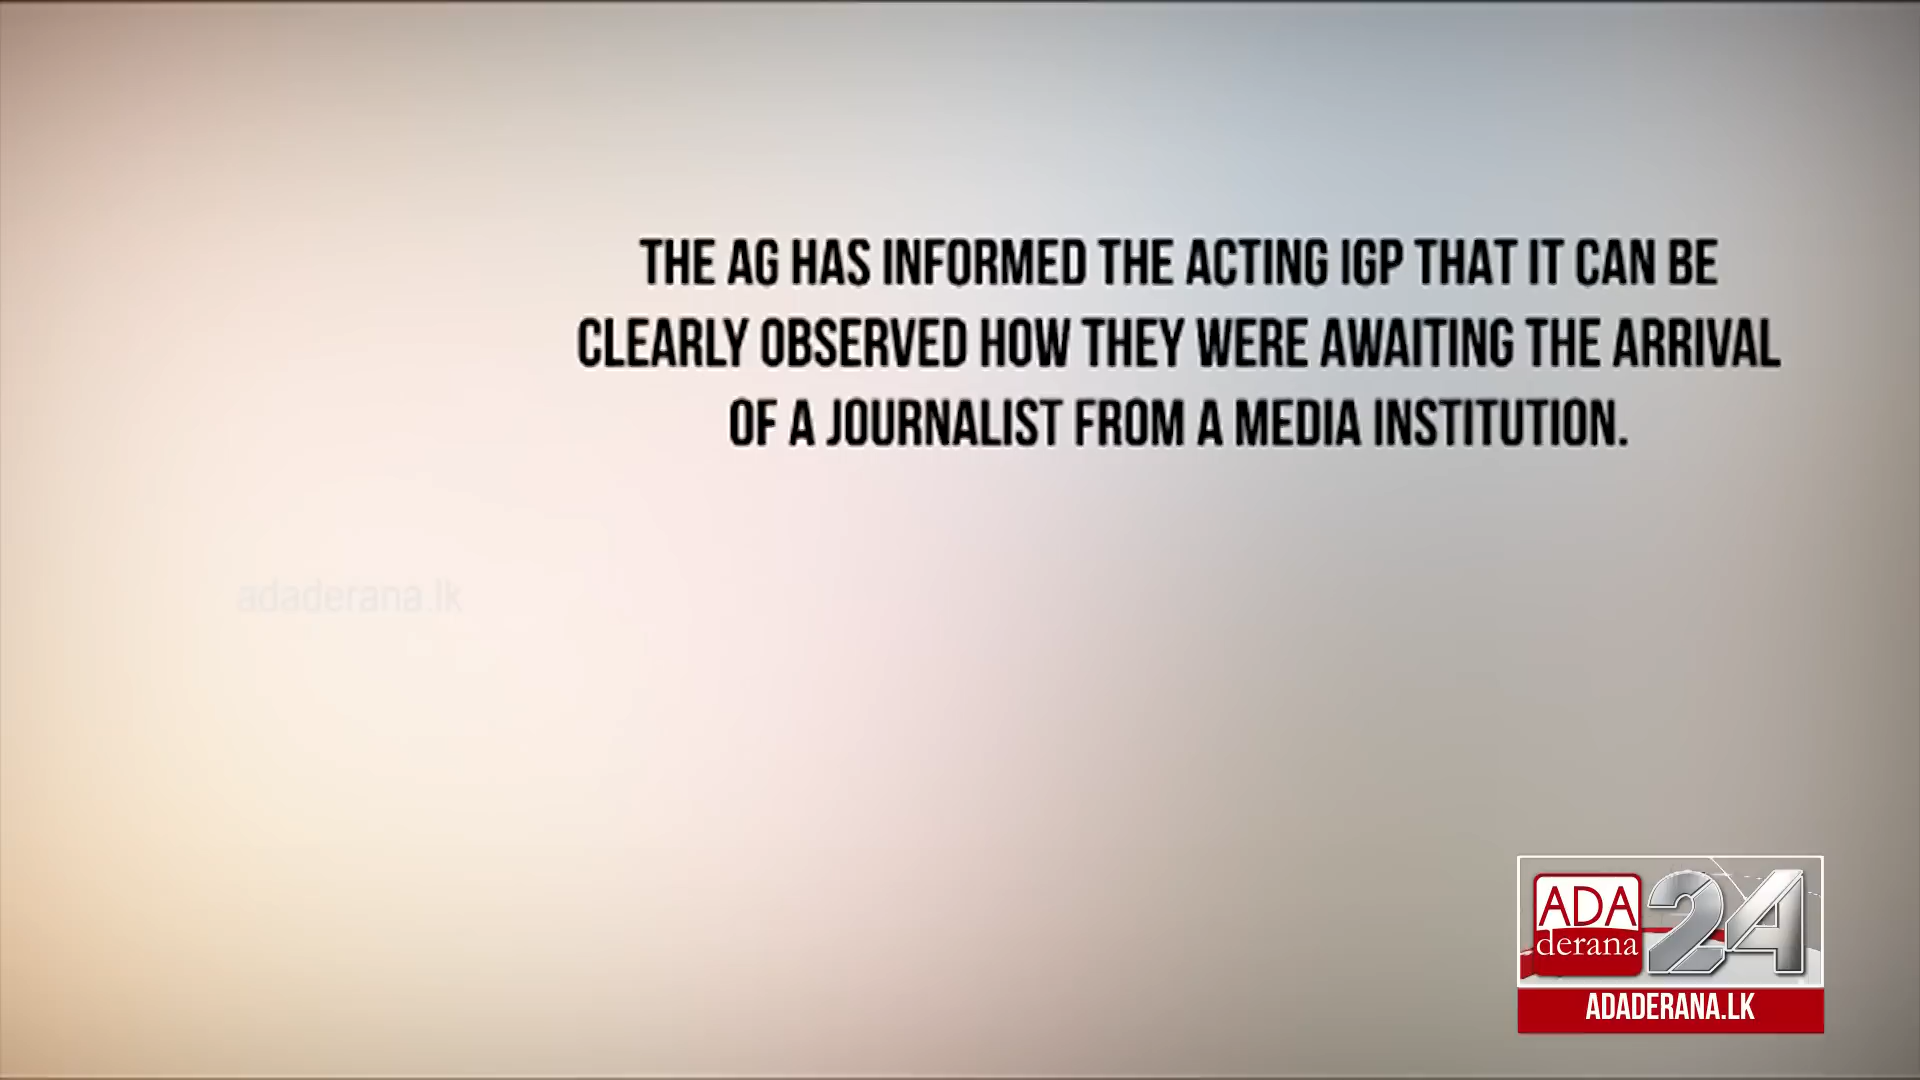 THE AG HAS INFORMED THE ACTING IGP THAT IT CAN BE
CLEARLY OBSERVED HOW THEY WERE AWAITING THE ARRIVAL
OF A JOURNALIST FROM A MEDIA INSTITUTION.
adaderana.lk
ADA
derana
24
ADADERANA.LK